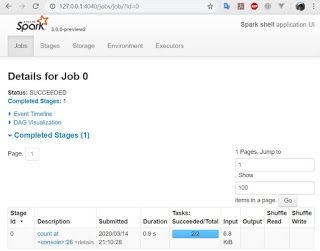 127.0.0.1:4040/jobs/job/?id=0
APACHE Spark 3.0.0-preview2
Spark shell application UI
Jobs Stages Storage Environment Executors
Details for Job 0
Status: SUCCEEDED
Completed Stages: 1
Event Timeline
DAG Visualization
Completed Stages (1)
Page: 1
1 Pages. Jump to
1
. Show
100
items in a page. Go
Stage Id Description Submitted Duration Tasks: Succeeded/Total Input Output Shuffle Read Shuffle Write
0 count at <console>:26 +details 2020/03/14 21:10:28 0.9 s 2/2 6.8 KiB